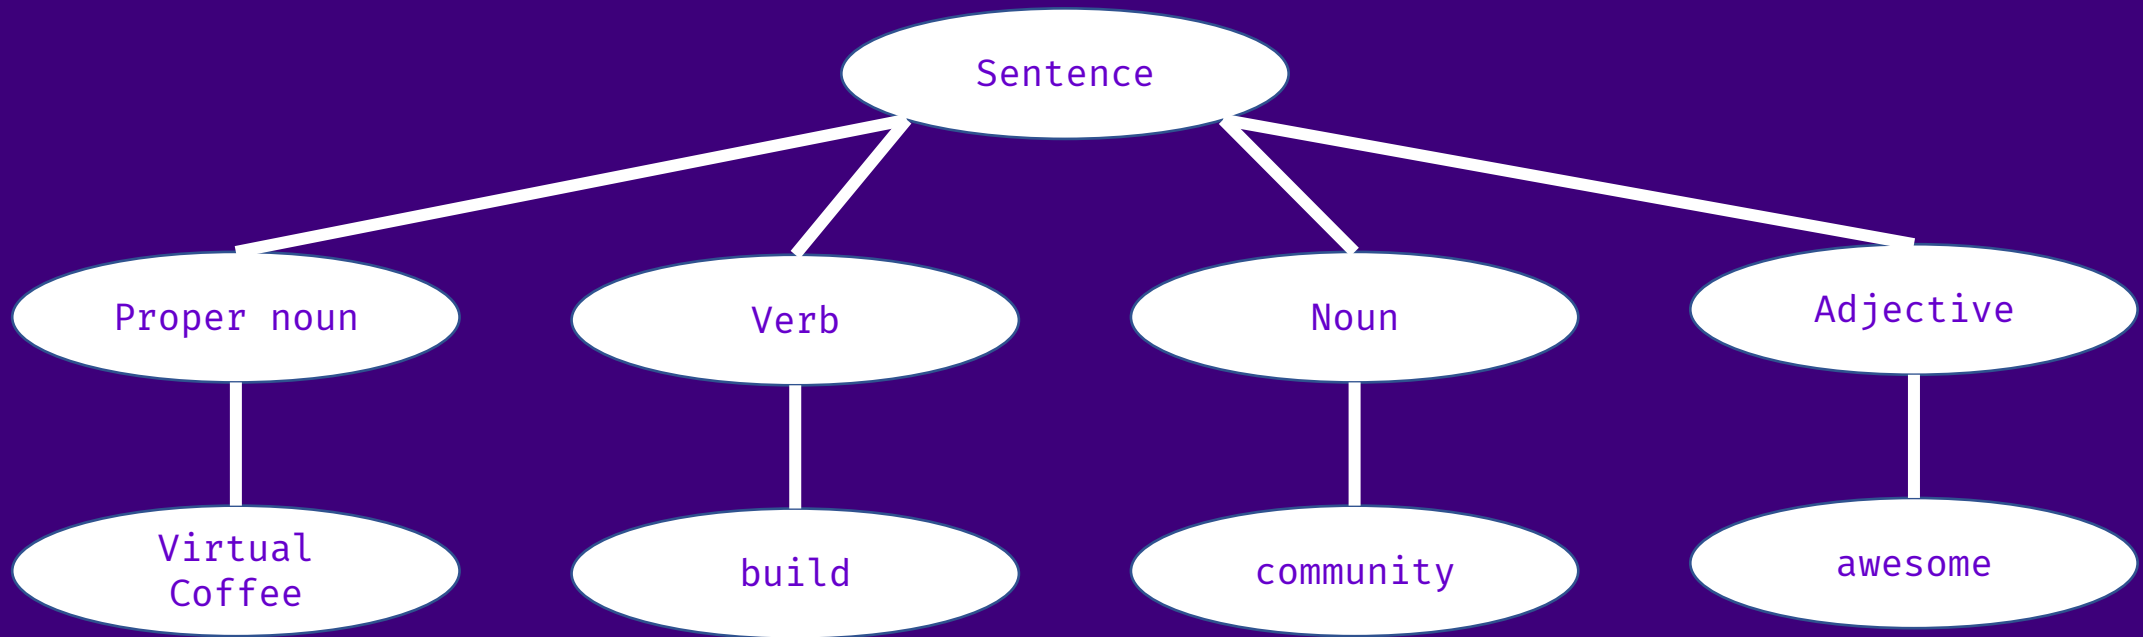 Sentence
Proper noun
Verb
Noun
Adjective
Virtual
Coffee
build
community
awesome